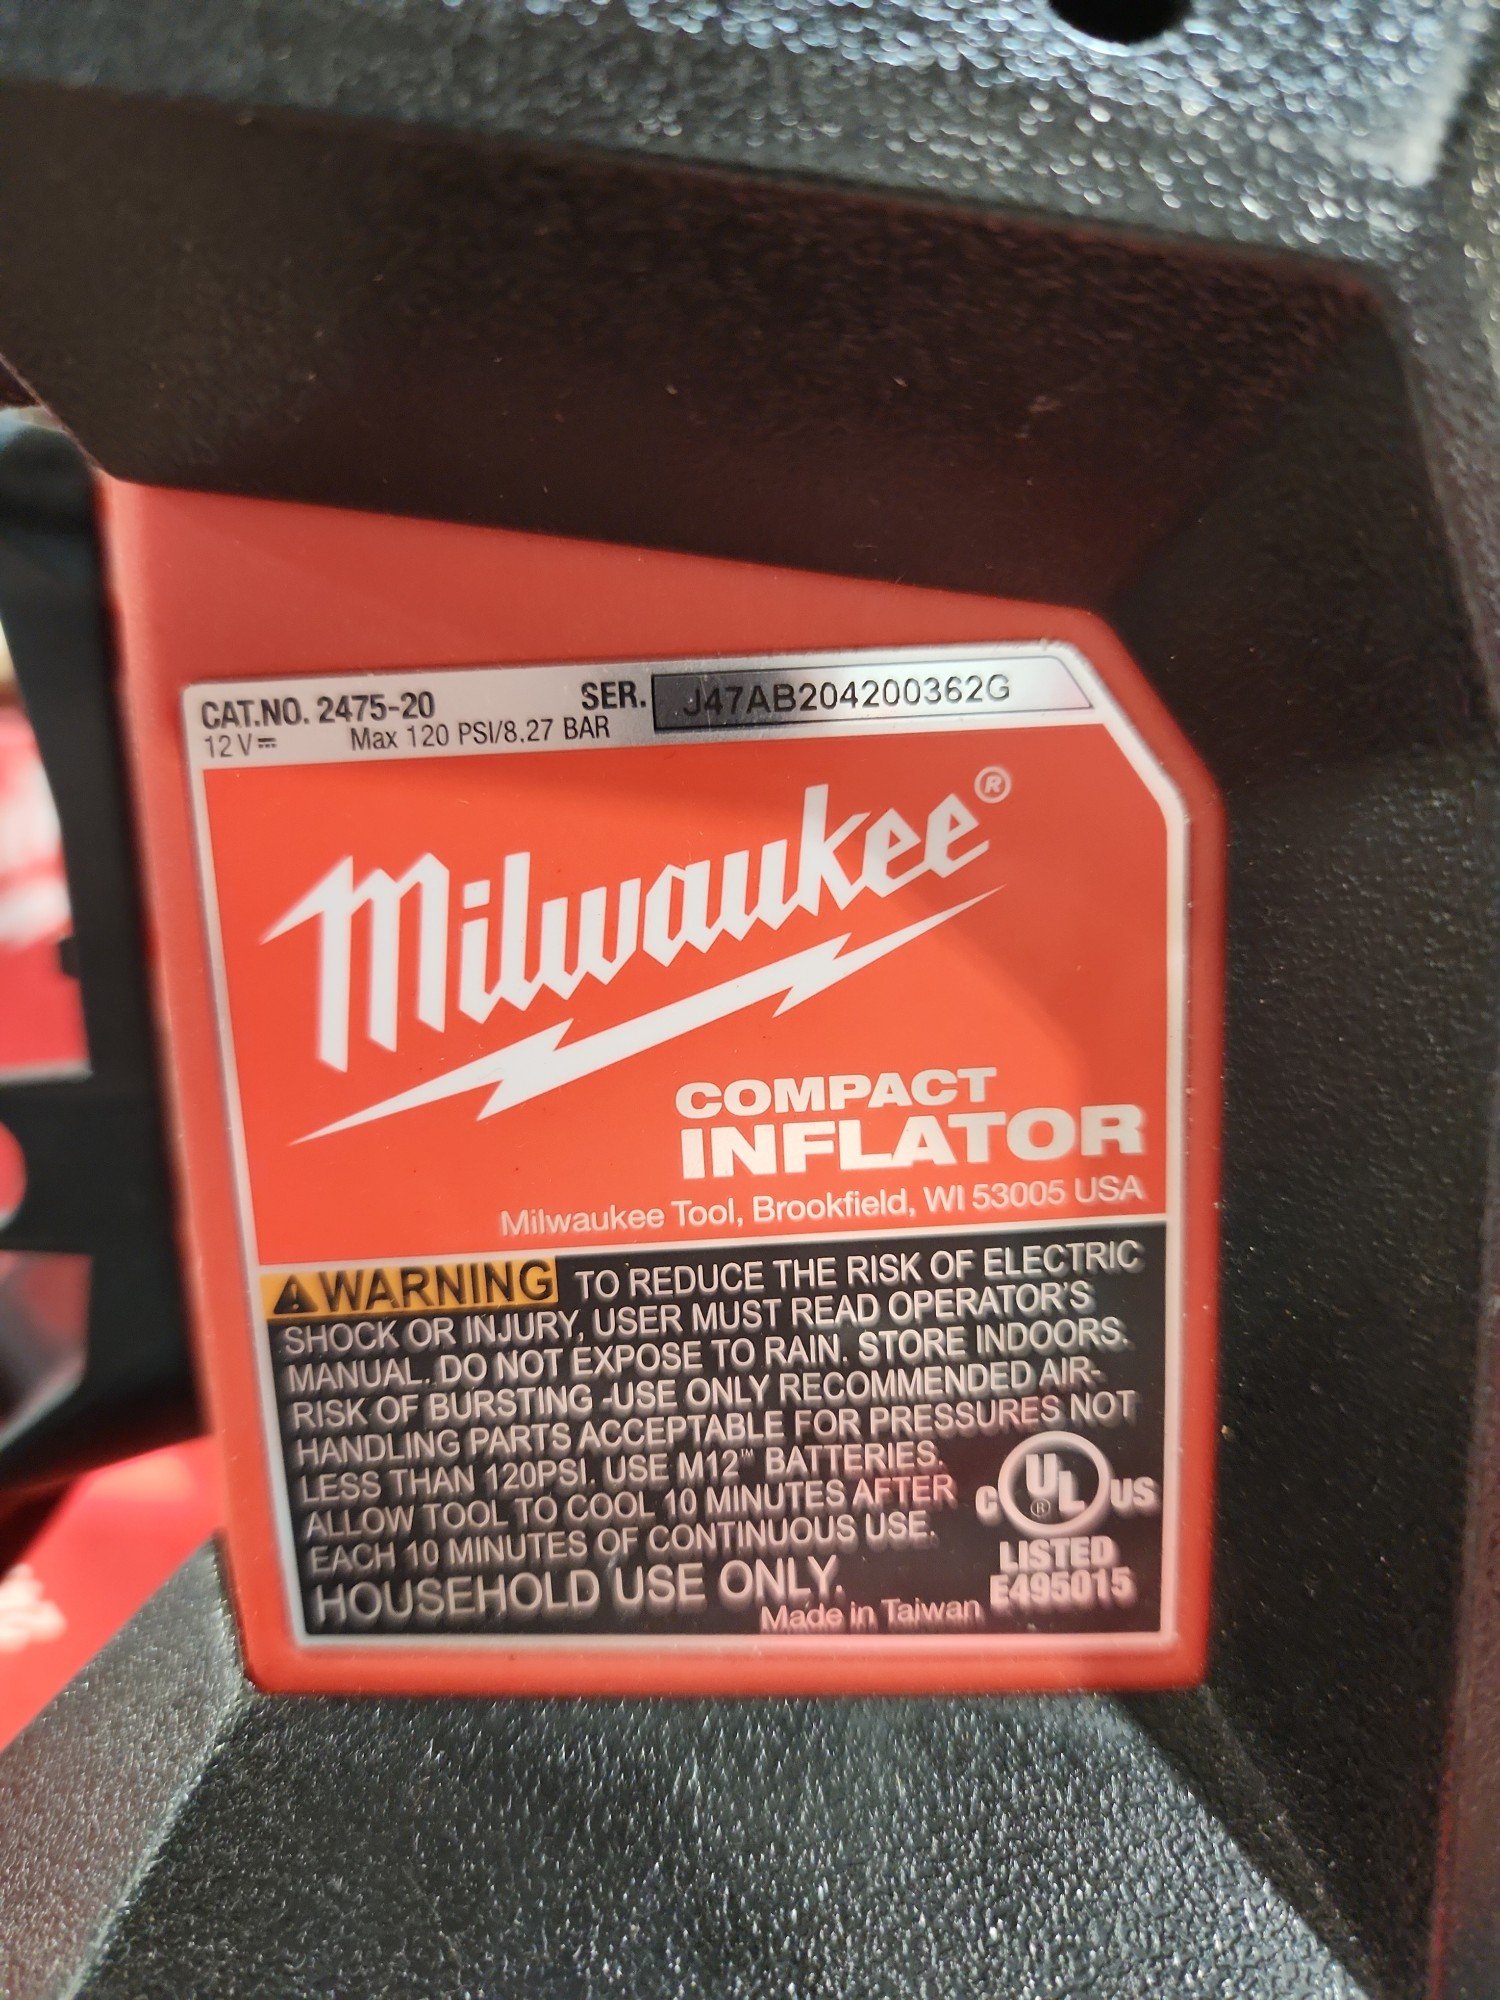 CAT.NO. 2475-20 SER. J47AB204200362G
12V⎓ Max 120 PSI/8.27 BAR
Milwaukee®
COMPACT
INFLATOR
Milwaukee Tool, Brookfield, WI 53005 USA
⚠WARNING TO REDUCE THE RISK OF ELECTRIC
SHOCK OR INJURY, USER MUST READ OPERATOR'S
MANUAL. DO NOT EXPOSE TO RAIN. STORE INDOORS.
RISK OF BURSTING -USE ONLY RECOMMENDED AIR-
HANDLING PARTS ACCEPTABLE FOR PRESSURES NOT
LESS THAN 120PSI. USE M12™ BATTERIES.
ALLOW TOOL TO COOL 10 MINUTES AFTER
EACH 10 MINUTES OF CONTINUOUS USE.
HOUSEHOLD USE ONLY.
Made in Taiwan
C UL® US
LISTED
E495015